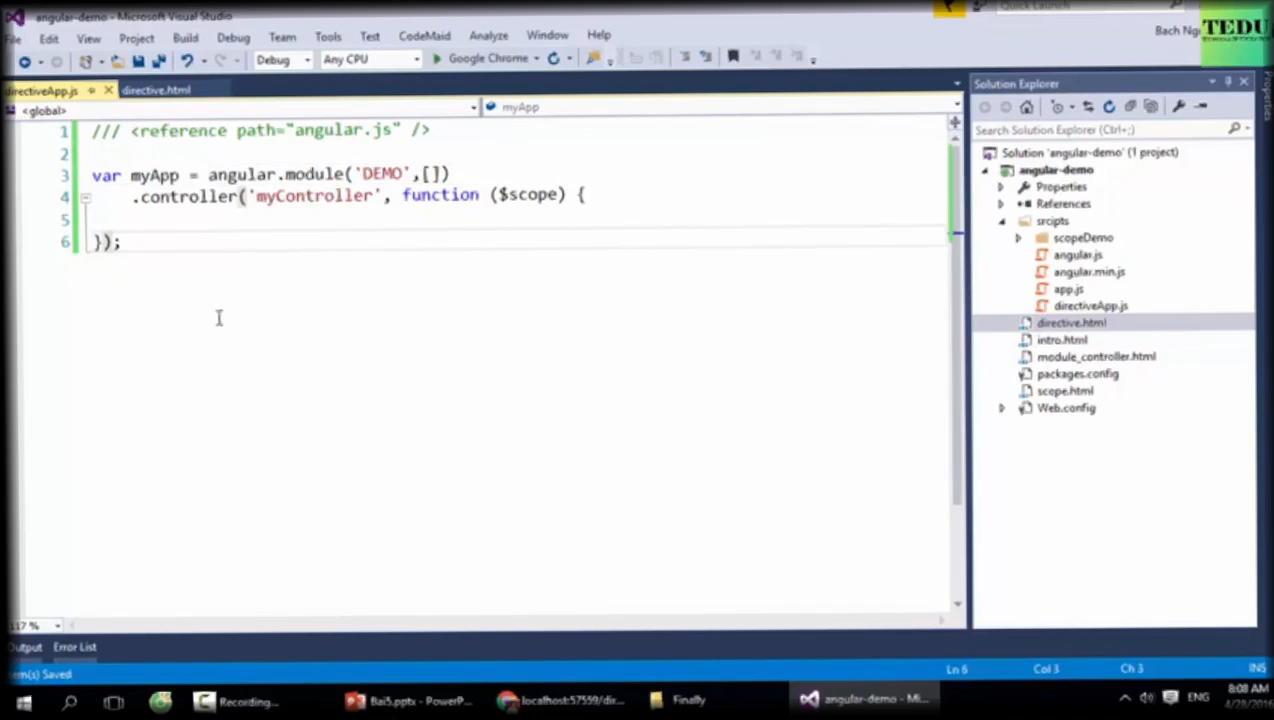 angular-demo - Microsoft Visual Studio
Quick Launch
TEDU
File Edit View Project Build Debug Team Tools Test CodeMaid Analyze Window Help
Bach Ng
Debug Any CPU Google Chrome
directiveApp.js directive.html
<global> myApp
1 /// <reference path="angular.js" />
2
3 var myApp = angular.module('DEMO',[])
4 .controller('myController', function ($scope) {
5
6 });
117 %
Output Error List
Solution Explorer
Search Solution Explorer (Ctrl+;)
Solution 'angular-demo' (1 project)
angular-demo
Properties
References
srcipts
scopeDemo
angular.js
angular.min.js
app.js
directiveApp.js
directive.html
intro.html
module_controller.html
packages.config
scope.html
Web.config
Properties
Item(s) Saved Ln 6 Col 3 Ch 3 INS
Recording... Bai5.pptx - PowerP... localhost:57559/dir... Finally angular-demo - Mi... ENG
8:08 AM
4/28/2016